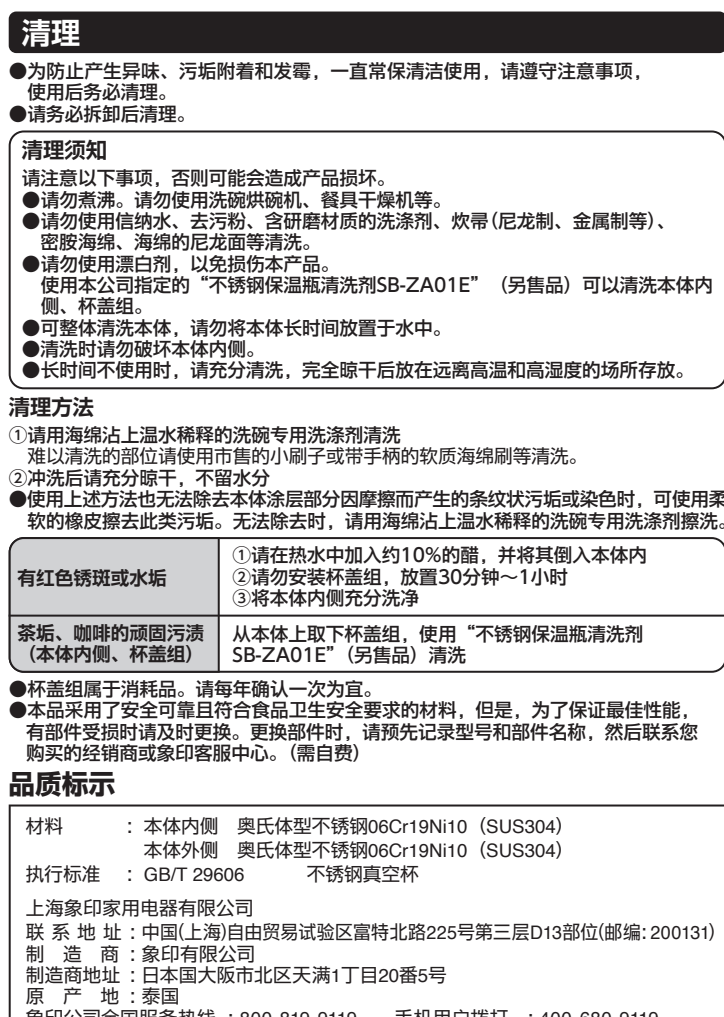 清理
●为防止产生异味、污垢附着和发霉，一直常保清洁使用，请遵守注意事项，
使用后务必清理。
●请务必拆卸后清理。
清理须知
请注意以下事项，否则可能会造成产品损坏。
●请勿煮沸。请勿使用洗碗烘碗机、餐具干燥机等。
●请勿使用信纳水、去污粉、含研磨材质的洗涤剂、炊帚(尼龙制、金属制等)、
密胺海绵、海绵的尼龙面等清洗。
●请勿使用漂白剂，以免损伤本产品。
使用本公司指定的“不锈钢保温瓶清洗剂SB-ZA01E”（另售品）可以清洗本体内
侧、杯盖组。
●可整体清洗本体，请勿将本体长时间放置于水中。
●清洗时请勿破坏本体内侧。
●长时间不使用时，请充分清洗，完全晾干后放在远离高温和高湿度的场所存放。
清理方法
①请用海绵沾上温水稀释的洗碗专用洗涤剂清洗
难以清洗的部位请使用市售的小刷子或带手柄的软质海绵刷等清洗。
②冲洗后请充分晾干，不留水分
●使用上述方法也无法除去本体涂层部分因摩擦而产生的条纹状污垢或染色时，可使用柔
软的橡皮擦去此类污垢。无法除去时，请用海绵沾上温水稀释的洗碗专用洗涤剂擦洗。
有红色锈斑或水垢
①请在热水中加入约10%的醋，并将其倒入本体内
②请勿安装杯盖组，放置30分钟～1小时
③将本体内侧充分洗净
茶垢、咖啡的顽固污渍
（本体内侧、杯盖组）
从本体上取下杯盖组，使用“不锈钢保温瓶清洗剂
SB-ZA01E”（另售品）清洗
●杯盖组属于消耗品。请每年确认一次为宜。
●本品采用了安全可靠且符合食品卫生安全要求的材料，但是，为了保证最佳性能，
有部件受损时请及时更换。更换部件时，请预先记录型号和部件名称，然后联系您
购买的经销商或象印客服中心。（需自费）
品质标示
材料 ：本体内侧 奥氏体型不锈钢06Cr19Ni10（SUS304）
本体外侧 奥氏体型不锈钢06Cr19Ni10（SUS304）
执行标准 ：GB/T 29606 不锈钢真空杯
上海象印家用电器有限公司
联系地址：中国(上海)自由贸易试验区富特北路225号第三层D13部位(邮编: 200131)
制造商：象印有限公司
制造商地址：日本国大阪市北区天满1丁目20番5号
原产地：泰国
象印公司全国服务热线：800-819-9119 手机用户拨打：400-680-9119